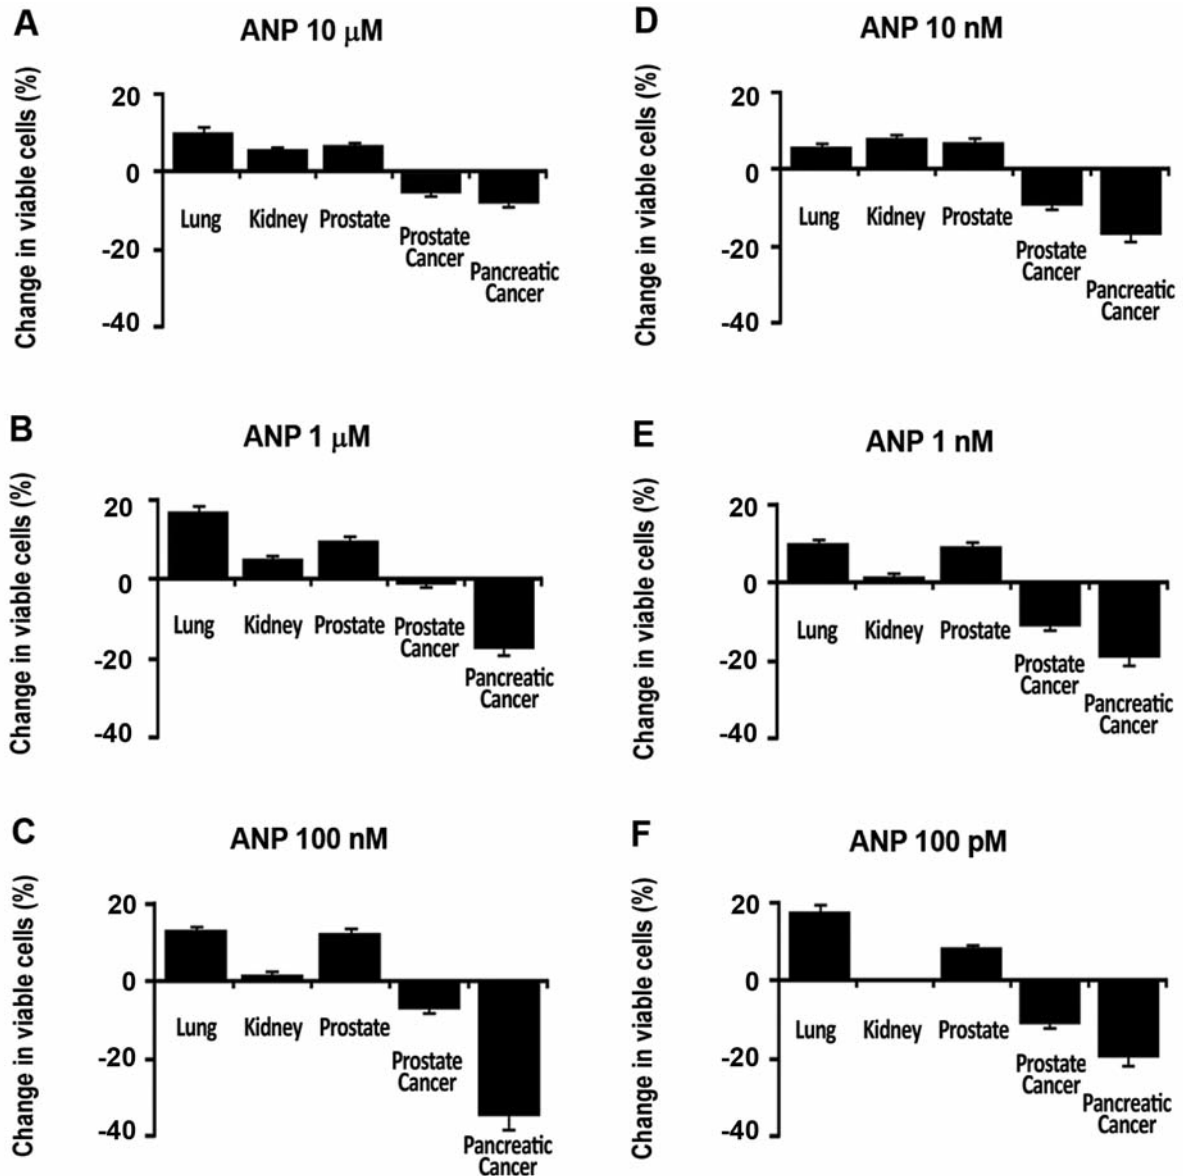 A
ANP 10 μM
Change in viable cells (%)
20
0
-20
-40
Lung
Kidney
Prostate
Prostate
Cancer
Pancreatic
Cancer
B
ANP 1 μM
Change in viable cells (%)
20
0
-20
-40
Lung
Kidney
Prostate
Prostate
Cancer
Pancreatic
Cancer
C
ANP 100 nM
Change in viable cells (%)
20
0
-20
-40
Lung
Kidney
Prostate
Prostate
Cancer
Pancreatic
Cancer
D
ANP 10 nM
Change in viable cells (%)
20
0
-20
-40
Lung
Kidney
Prostate
Prostate
Cancer
Pancreatic
Cancer
E
ANP 1 nM
Change in viable cells (%)
20
0
-20
-40
Lung
Kidney
Prostate
Prostate
Cancer
Pancreatic
Cancer
F
ANP 100 pM
Change in viable cells (%)
20
0
-20
-40
Lung
Kidney
Prostate
Prostate
Cancer
Pancreatic
Cancer